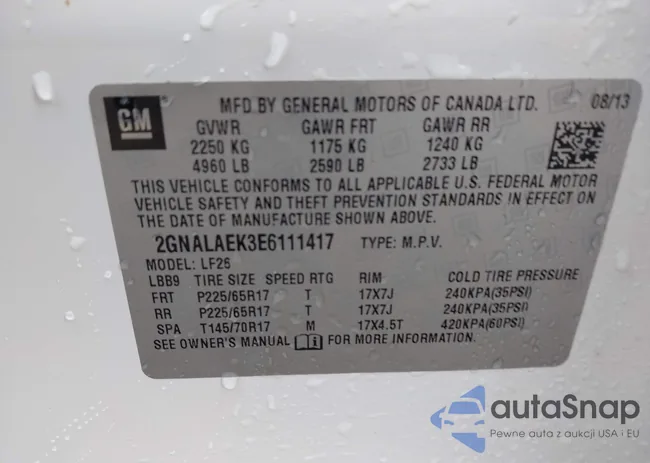 GM
MFD BY GENERAL MOTORS OF CANADA LTD. 08/13
GVWR GAWR FRT GAWR RR
2250 KG 1175 KG 1240 KG
4960 LB 2590 LB 2733 LB
THIS VEHICLE CONFORMS TO ALL APPLICABLE U.S. FEDERAL MOTOR
VEHICLE SAFETY AND THEFT PREVENTION STANDARDS IN EFFECT ON
THE DATE OF MANUFACTURE SHOWN ABOVE.
2GNALAEK3E6111417 TYPE: M.P.V.
MODEL: LF26
LBB9 TIRE SIZE SPEED RTG RIM COLD TIRE PRESSURE
FRT P225/65R17 T 17X7J 240KPA(35PSI)
RR P225/65R17 T 17X7J 240KPA(35PSI)
SPA T145/70R17 M 17X4.5T 420KPA(60PSI)
SEE OWNER'S MANUAL FOR MORE INFORMATION.
autaSnap
Pewne auta z aukcji USA i EU